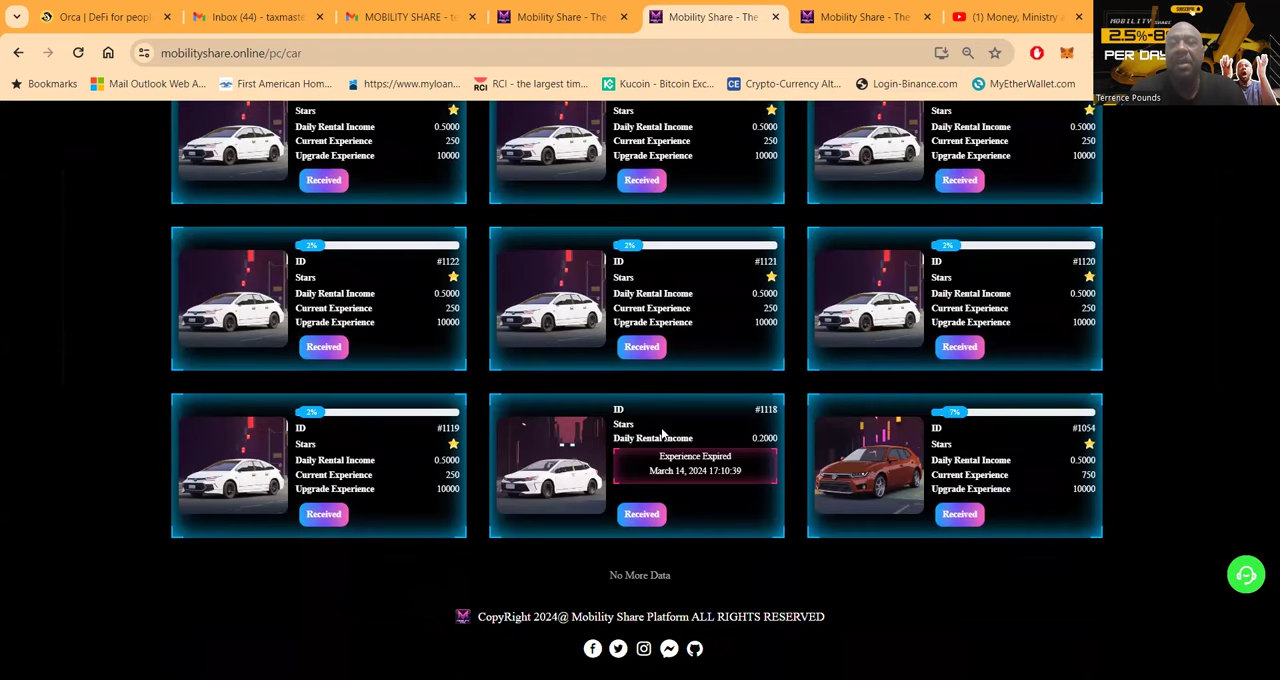 Orca | DeFi for peopl
Inbox (44) - taxmaste
MOBILITY SHARE - te
Mobility Share - The
Mobility Share - The
Mobility Share - The
(1) Money, Ministry a
mobilityshare.online/pc/car
Bookmarks
Mail Outlook Web A...
First American Hom...
https://www.myloan...
RCI - the largest tim...
Kucoin - Bitcoin Exc...
Crypto-Currency Alt...
Login-Binance.com
MyEtherWallet.com
MOBILITY SHARE
SUBSCRIBE
2.5%-8
PER DAY
Terrence Pounds
Stars
Daily Rental Income 0.5000
Current Experience 250
Upgrade Experience 10000
Received
Stars
Daily Rental Income 0.5000
Current Experience 250
Upgrade Experience 10000
Received
Stars
Daily Rental Income 0.5000
Current Experience 250
Upgrade Experience 10000
Received
2%
ID #1122
Stars
Daily Rental Income 0.5000
Current Experience 250
Upgrade Experience 10000
Received
2%
ID #1121
Stars
Daily Rental Income 0.5000
Current Experience 250
Upgrade Experience 10000
Received
2%
ID #1120
Stars
Daily Rental Income 0.5000
Current Experience 250
Upgrade Experience 10000
Received
2%
ID #1119
Stars
Daily Rental Income 0.5000
Current Experience 250
Upgrade Experience 10000
Received
ID #1118
Stars
Daily Rental Income 0.2000
Experience Expired
March 14, 2024 17:10:39
Received
7%
ID #1054
Stars
Daily Rental Income 0.5000
Current Experience 750
Upgrade Experience 10000
Received
No More Data
CopyRight 2024@ Mobility Share Platform ALL RIGHTS RESERVED